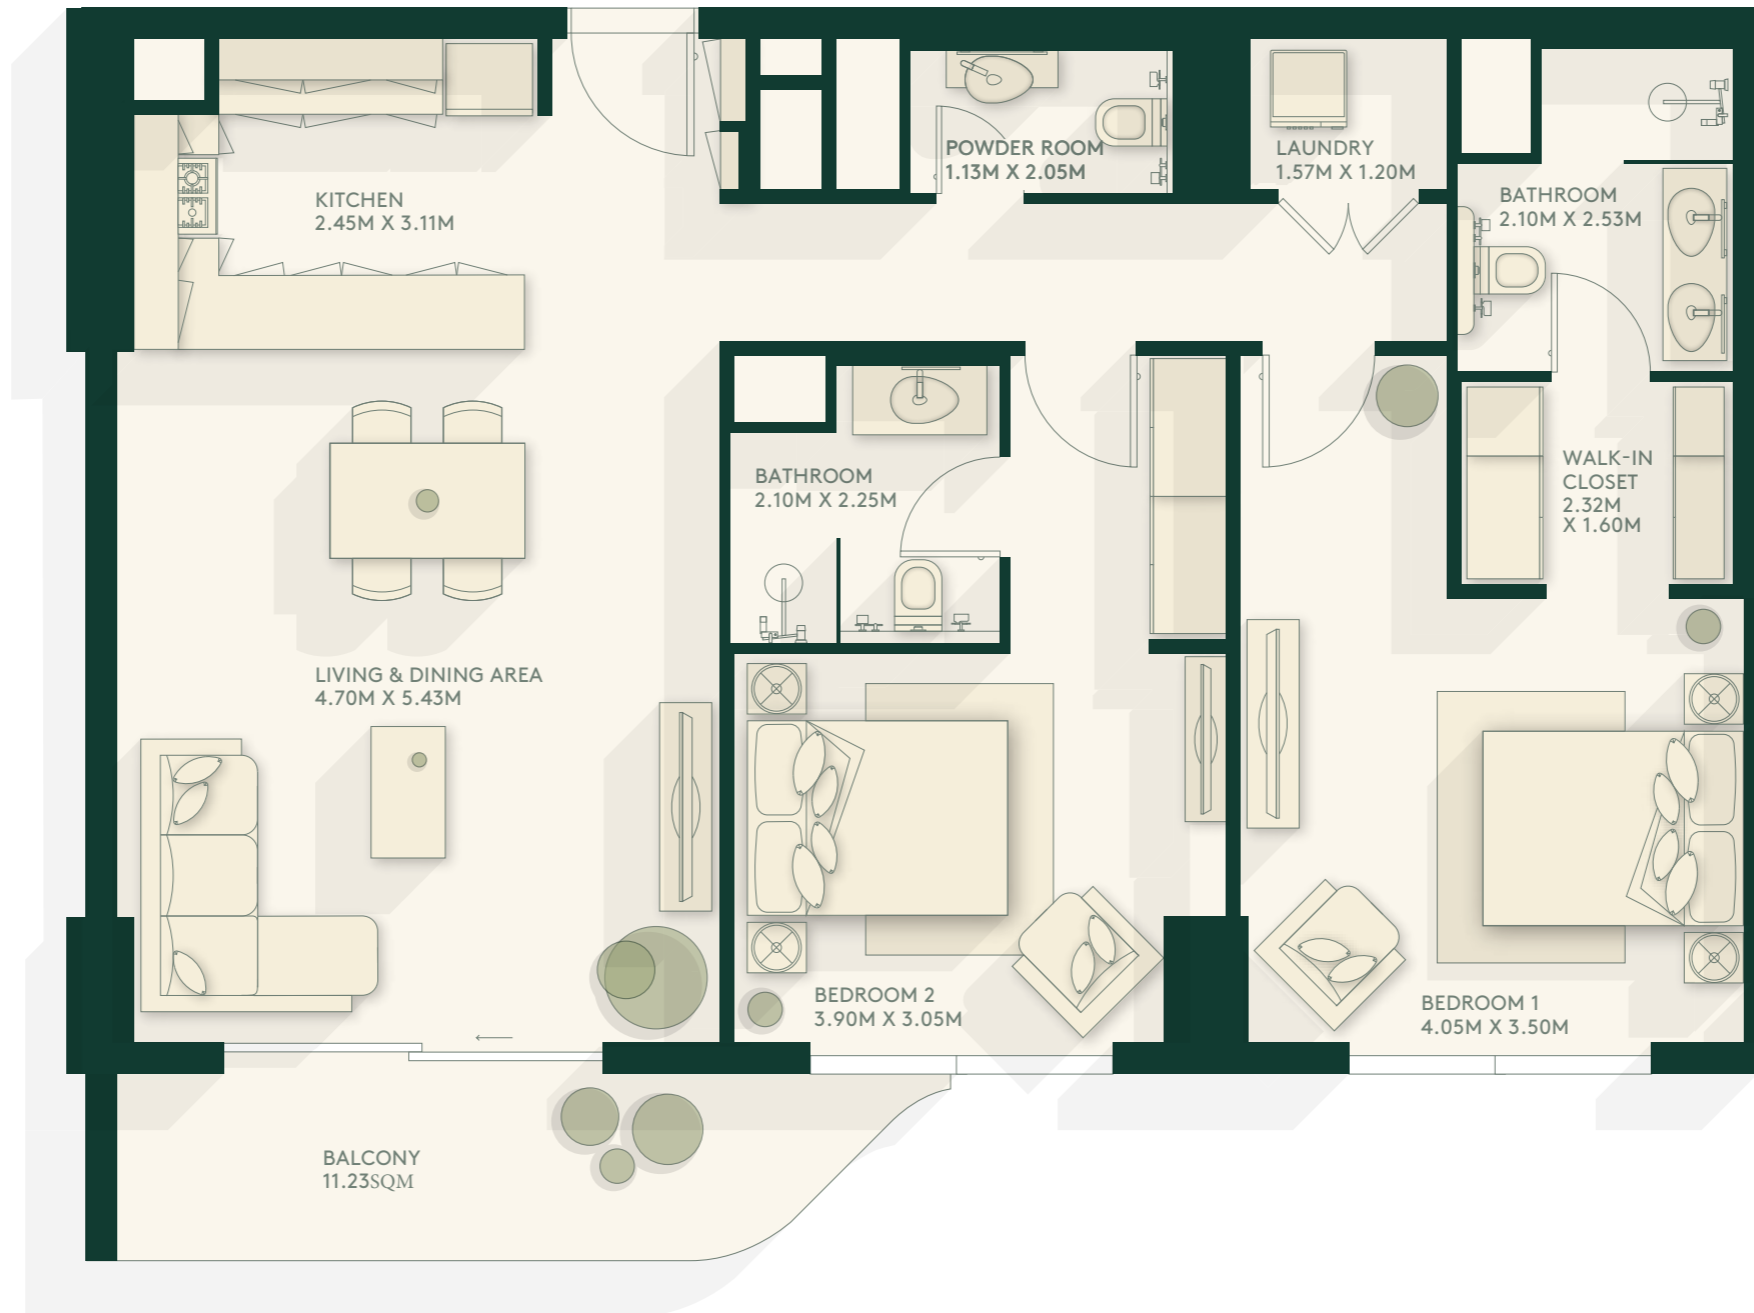 POWDER ROOM
1.13M X 2.05M
LAUNDRY
1.57M X 1.20M
KITCHEN
2.45M X 3.11M
BATHROOM
2.10M X 2.53M
BATHROOM
2.10M X 2.25M
WALK-IN
CLOSET
2.32M
X 1.60M
LIVING & DINING AREA
4.70M X 5.43M
BEDROOM 2
3.90M X 3.05M
BEDROOM 1
4.05M X 3.50M
BALCONY
11.23SQM